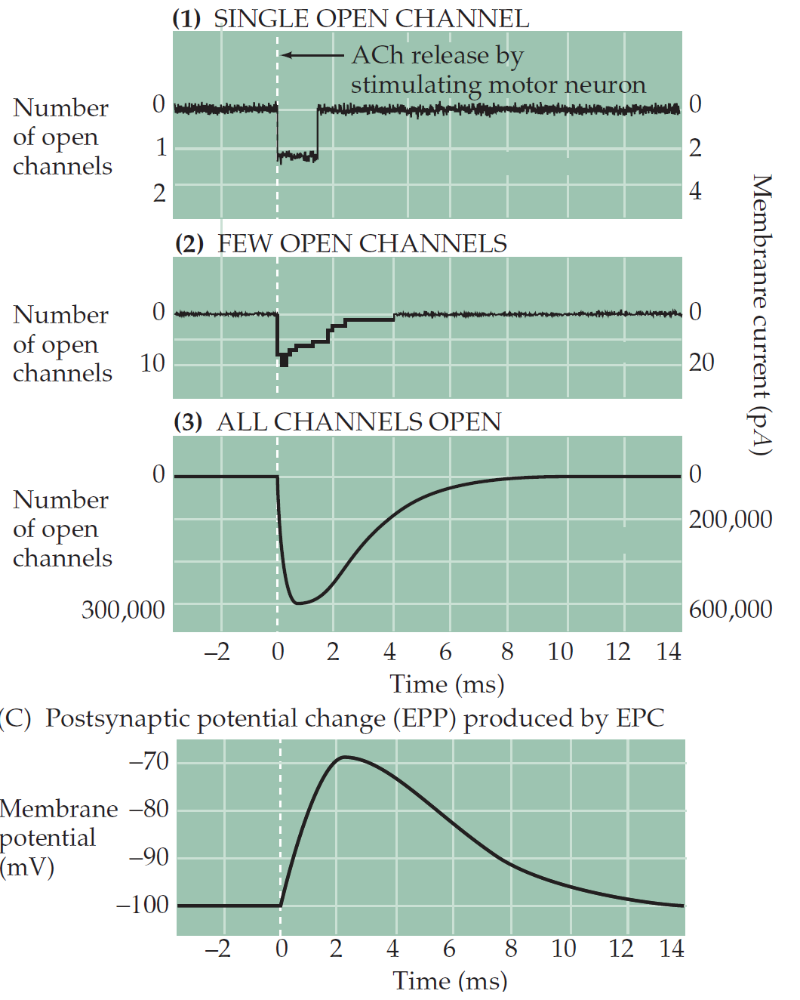 (1) SINGLE OPEN CHANNEL
ACh release by
stimulating motor neuron
Number
of open
channels
0
1
2
0
2
4
(2) FEW OPEN CHANNELS
Number
of open
channels
0
10
0
20
Membranre current (pA)
(3) ALL CHANNELS OPEN
Number
of open
channels
0
300,000
0
200,000
600,000
–2 0 2 4 6 8 10 12 14
Time (ms)
(C) Postsynaptic potential change (EPP) produced by EPC
Membrane
potential
(mV)
–70
–80
–90
–100
–2 0 2 4 6 8 10 12 14
Time (ms)